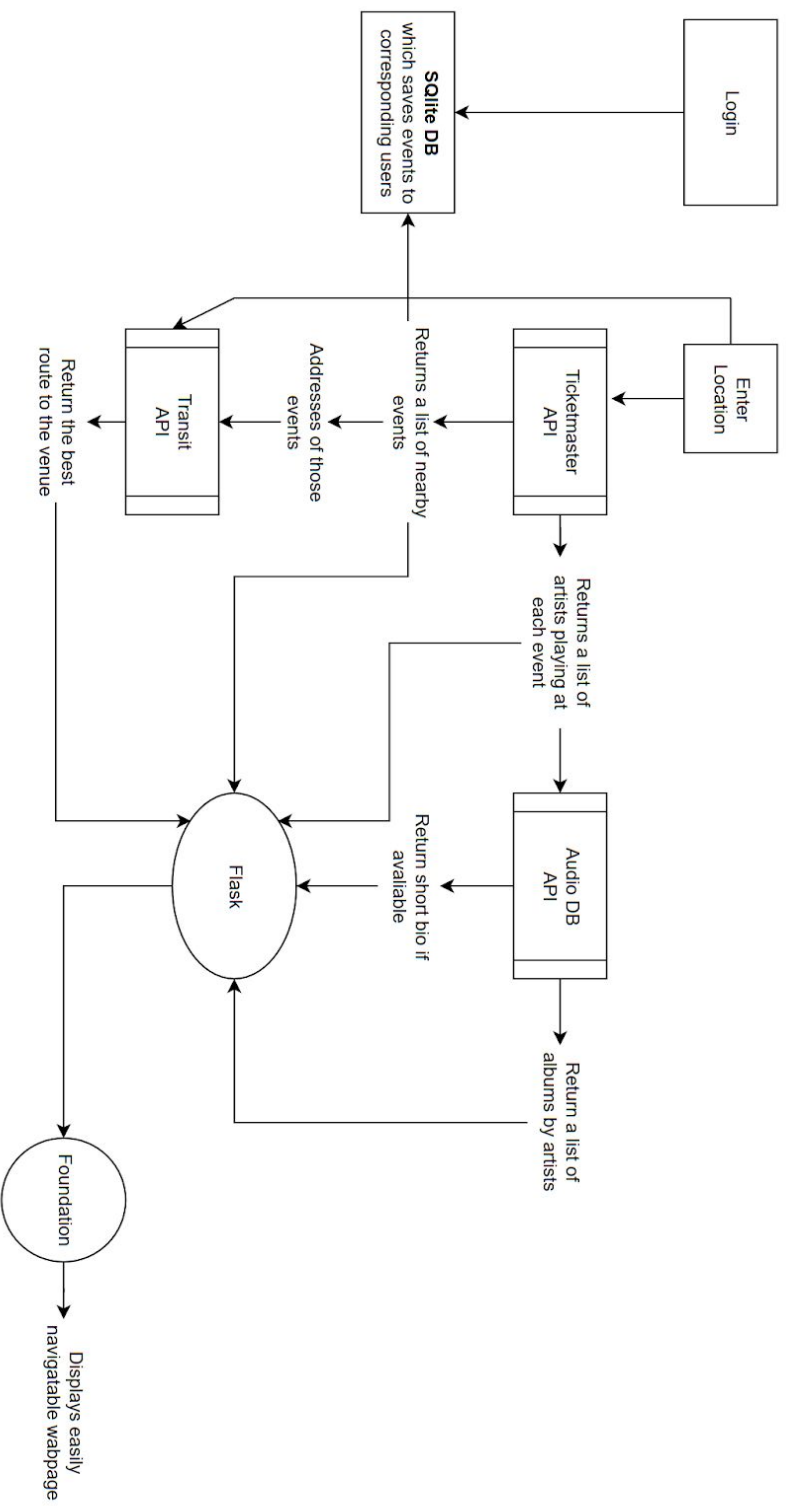 Login
SQlite DB
which saves events to
corresponding users
Enter
Location
Ticketmaster
API
Returns a list of nearby
events
Addresses of those
events
Transit
API
Return the best
route to the venue
Returns a list of
artists playing at
each event
Audio DB
API
Return short bio if
avaliable
Return a list of
albums by artists
Flask
Foundation
Displays easily
navigatable wabpage